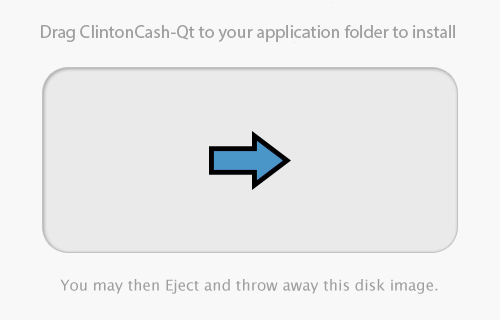 Drag ClintonCash-Qt to your application folder to install
You may then Eject and throw away this disk image.